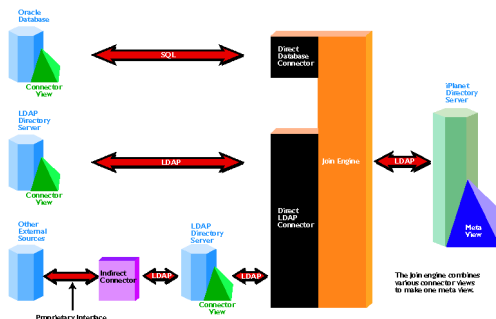 Oracle
Database
SQL
Connector
View
Direct
Database
Connector
iPlanet
Directory
Server
LDAP
Directory
Server
LDAP
Connector
View
Join Engine
LDAP
Direct
LDAP
Connector
Meta
View
Other
External
Sources
LDAP
Directory
Server
Indirect
Connector
LDAP
LDAP
Connector
View
Proprietary Interface
The join engine combines
various connector views
to make one meta view.